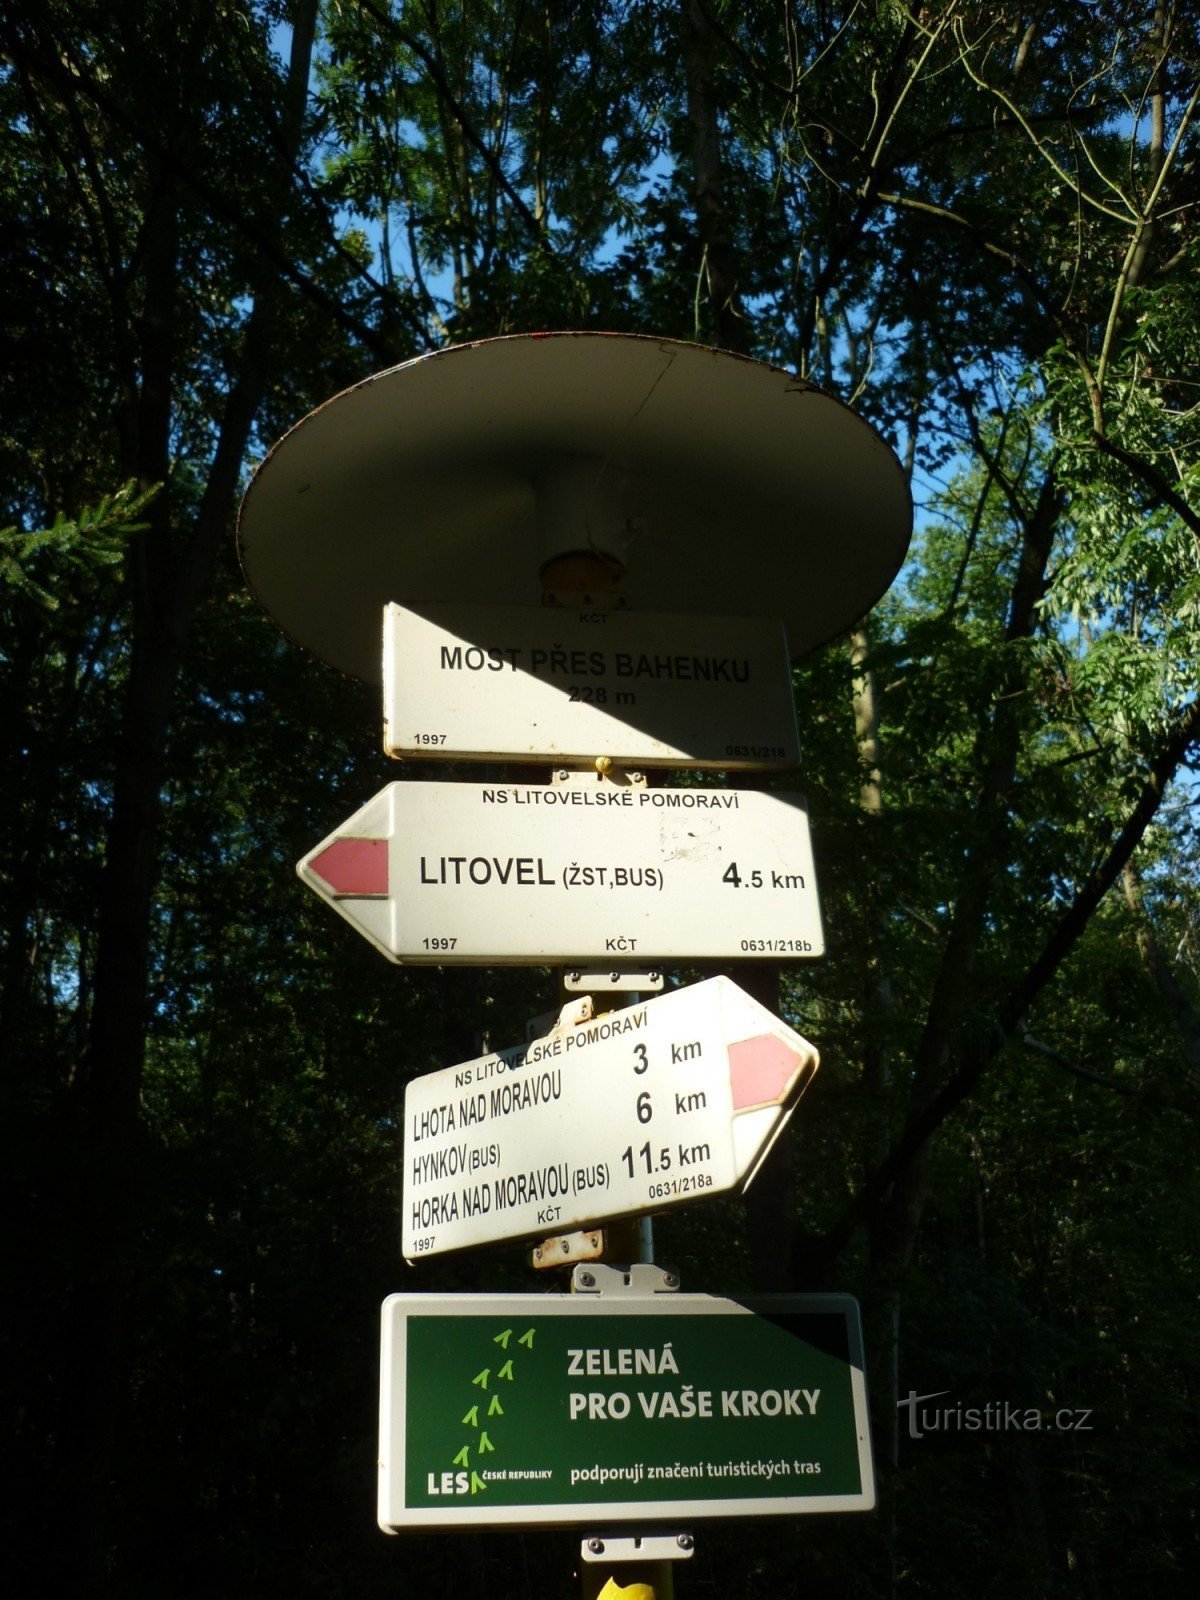 KČT
MOST PŘES BAHENKU
228 m
1997 0631/218
NS LITOVELSKÉ POMORAVÍ
LITOVEL (ŽST,BUS) 4.5 km
1997 KČT 0631/218b
NS LITOVELSKÉ POMORAVÍ
LHOTA NAD MORAVOU 3 km
HYNKOV (BUS) 6 km
HORKA NAD MORAVOU (BUS) 11.5 km
1997 KČT 0631/218a
ZELENÁ
PRO VAŠE KROKY
LES ČESKÉ REPUBLIKY podporují značení turistických tras
Turistika.cz